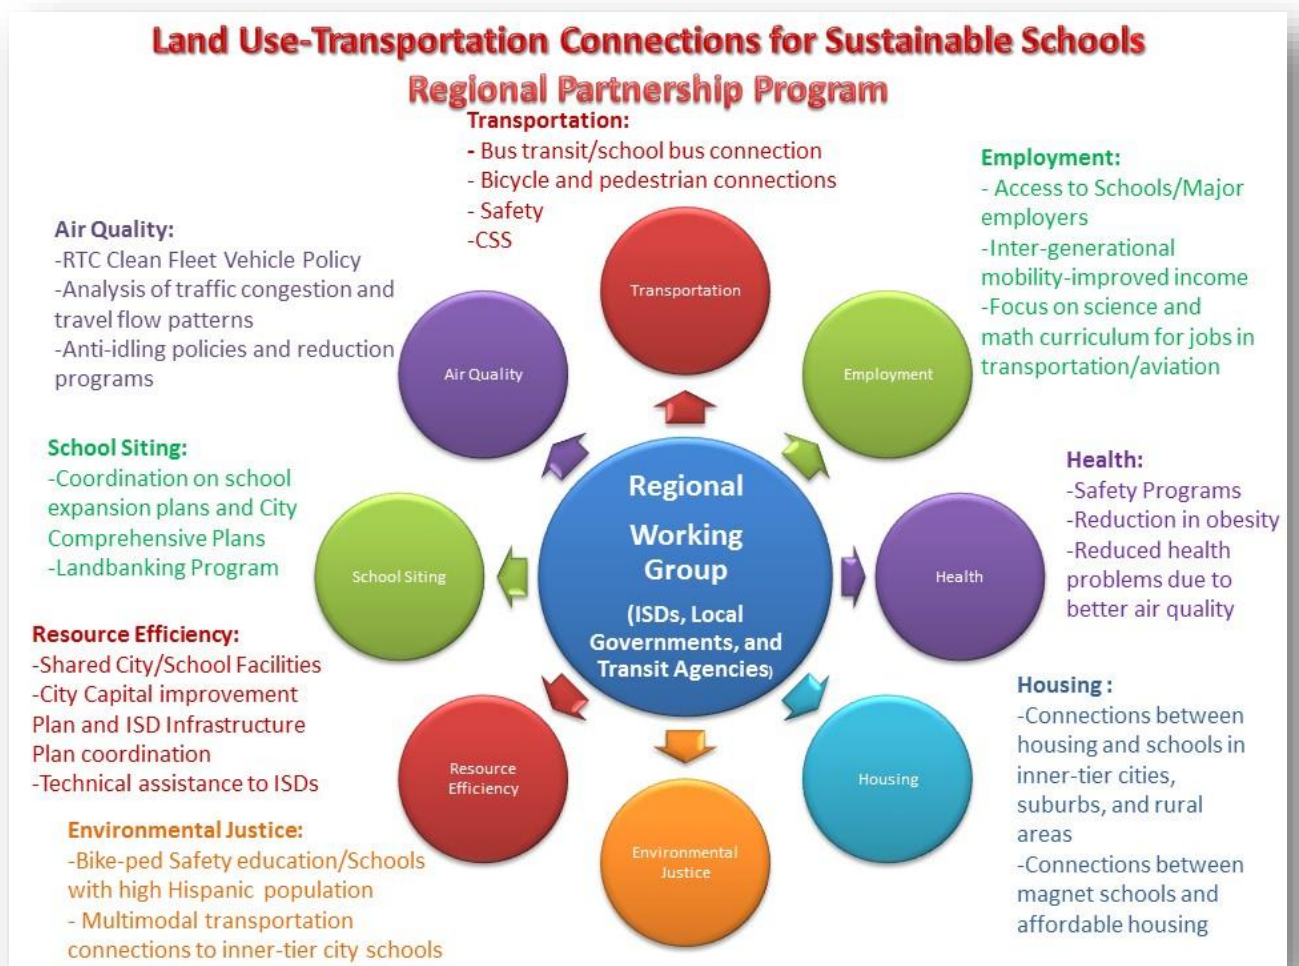 Land Use-Transportation Connections for Sustainable Schools
Regional Partnership Program
Transportation:
- Bus transit/school bus connection
- Bicycle and pedestrian connections
- Safety
-CSS
Employment:
- Access to Schools/Major
employers
-Inter-generational
mobility-improved income
-Focus on science and
math curriculum for jobs in
transportation/aviation
Air Quality:
-RTC Clean Fleet Vehicle Policy
-Analysis of traffic congestion and
travel flow patterns
-Anti-idling policies and reduction
programs
Transportation
Air Quality
Employment
School Siting:
-Coordination on school
expansion plans and City
Comprehensive Plans
-Landbanking Program
Health:
-Safety Programs
-Reduction in obesity
-Reduced health
problems due to
better air quality
School Siting
Regional
Working
Group
(ISDs, Local
Governments, and
Transit Agencies)
Health
Resource Efficiency:
-Shared City/School Facilities
-City Capital improvement
Plan and ISD Infrastructure
Plan coordination
-Technical assistance to ISDs
Housing :
-Connections between
housing and schools in
inner-tier cities,
suburbs, and rural
areas
-Connections between
magnet schools and
affordable housing
Resource
Efficiency
Housing
Environmental
Justice
Environmental Justice:
-Bike-ped Safety education/Schools
with high Hispanic population
- Multimodal transportation
connections to inner-tier city schools